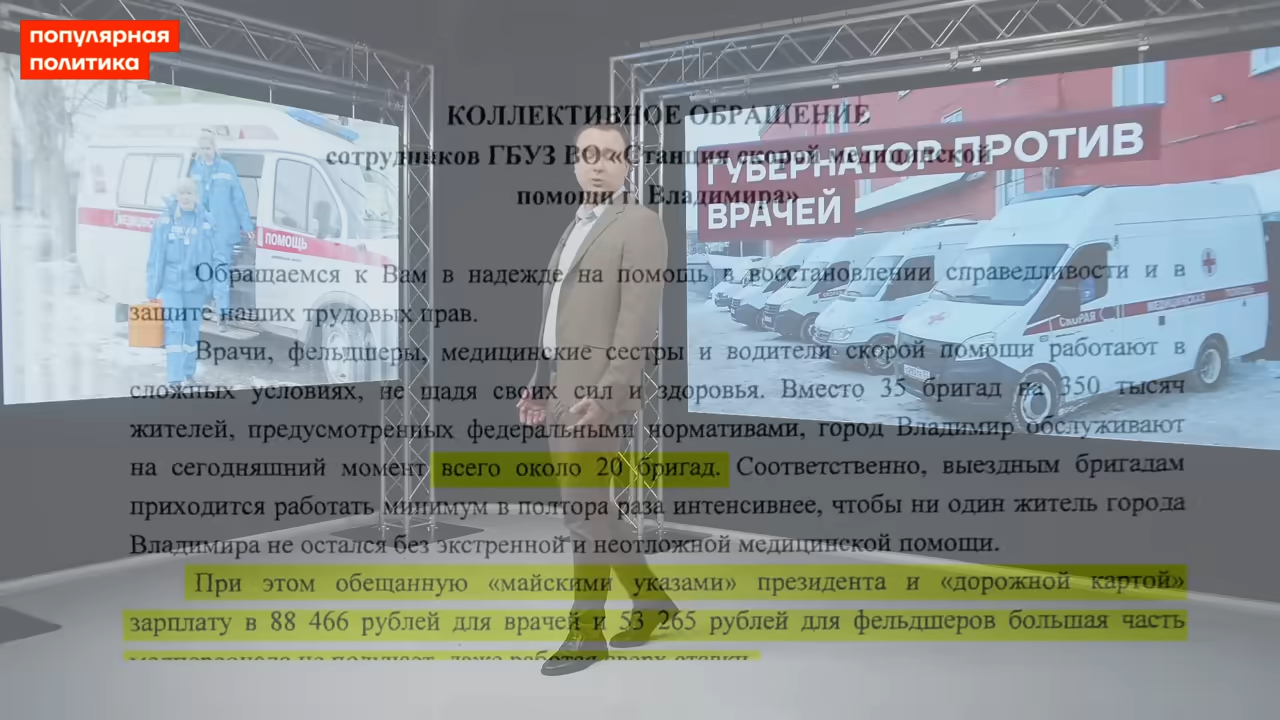 популярная
политика
КОЛЛЕКТИВНОЕ ОБРАЩЕНИЕ
сотрудников ГБУЗ ВО «Станция скорой медицинской
помощи г. Владимира»
ГУБЕРНАТОР ПРОТИВ
ВРАЧЕЙ
ПОМОЩЬ
СКОРАЯ МЕДИЦИНСКАЯ ПОМОЩЬ
Обращаемся к Вам в надежде на помощь в восстановлении справедливости и в
защите наших трудовых прав.
Врачи, фельдшеры, медицинские сестры и водители скорой помощи работают в
сложных условиях, не щадя своих сил и здоровья. Вместо 35 бригад на 350 тысяч
жителей, предусмотренных федеральными нормативами, город Владимир обслуживают
на сегодняшний момент всего около 20 бригад. Соответственно, выездным бригадам
приходится работать минимум в полтора раза интенсивнее, чтобы ни один житель города
Владимира не остался без экстренной и неотложной медицинской помощи.
При этом обещанную «майскими указами» президента и «дорожной картой»
зарплату в 88 466 рублей для врачей и 53 265 рублей для фельдшеров большая часть